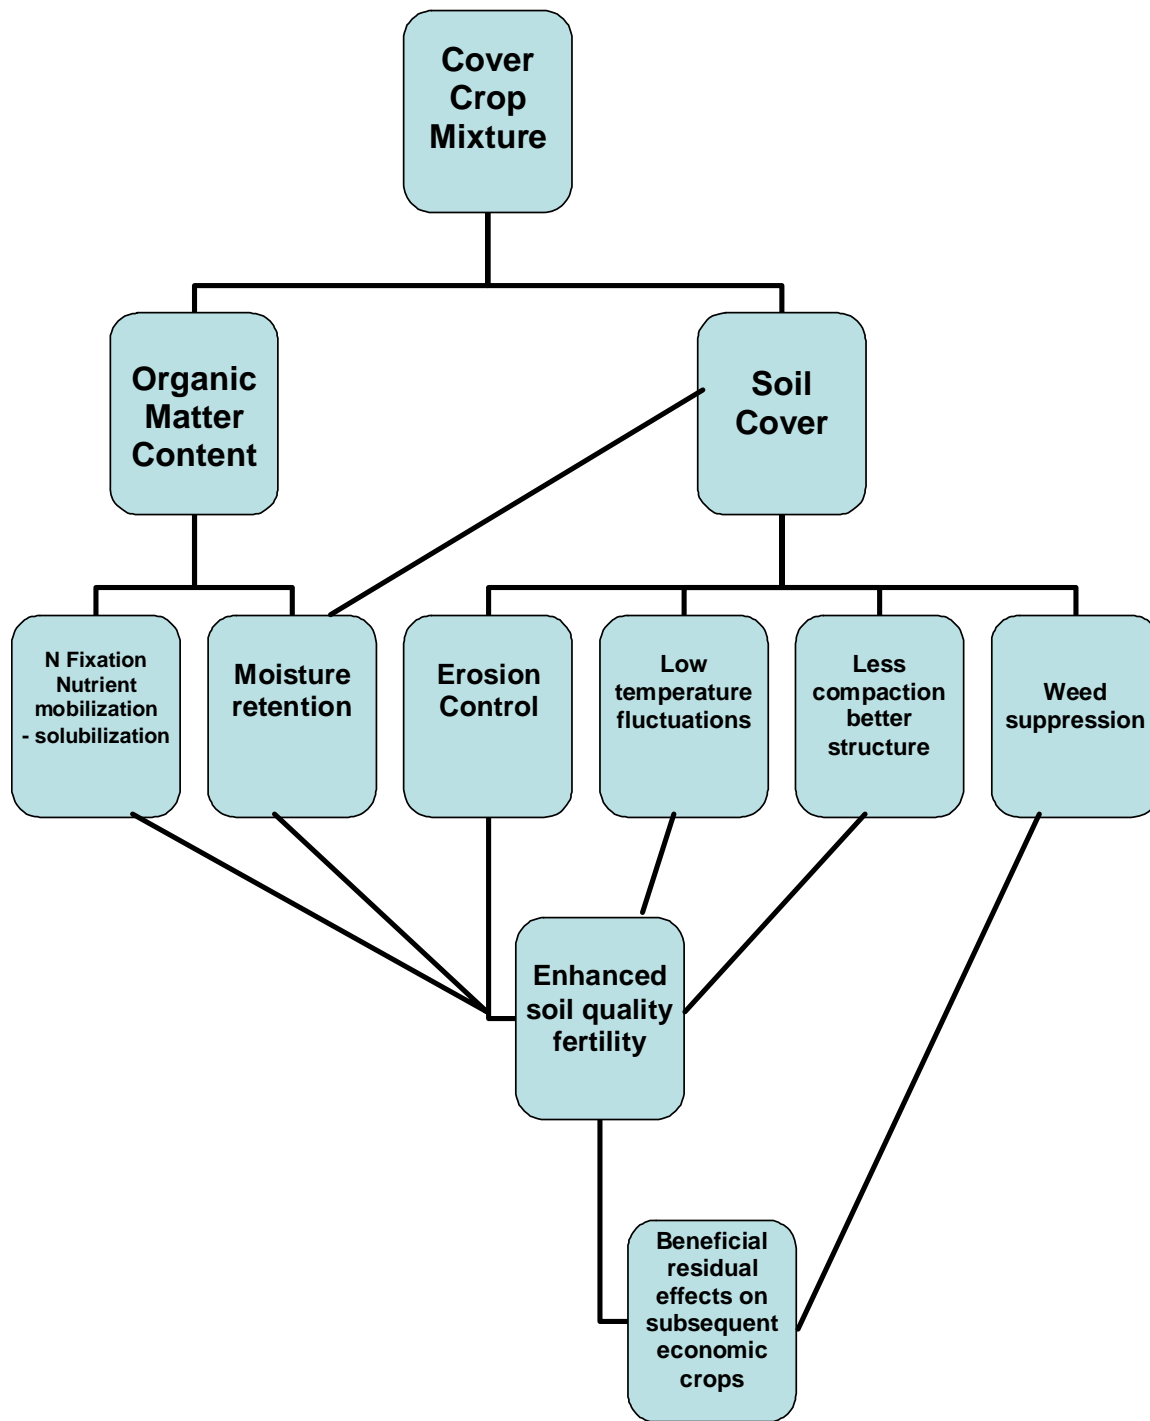 Cover
Crop
Mixture
Organic
Matter
Content
Soil
Cover
N Fixation
Nutrient
mobilization
- solubilization
Moisture
retention
Erosion
Control
Low
temperature
fluctuations
Less
compaction
better
structure
Weed
suppression
Enhanced
soil quality
fertility
Beneficial
residual
effects on
subsequent
economic
crops